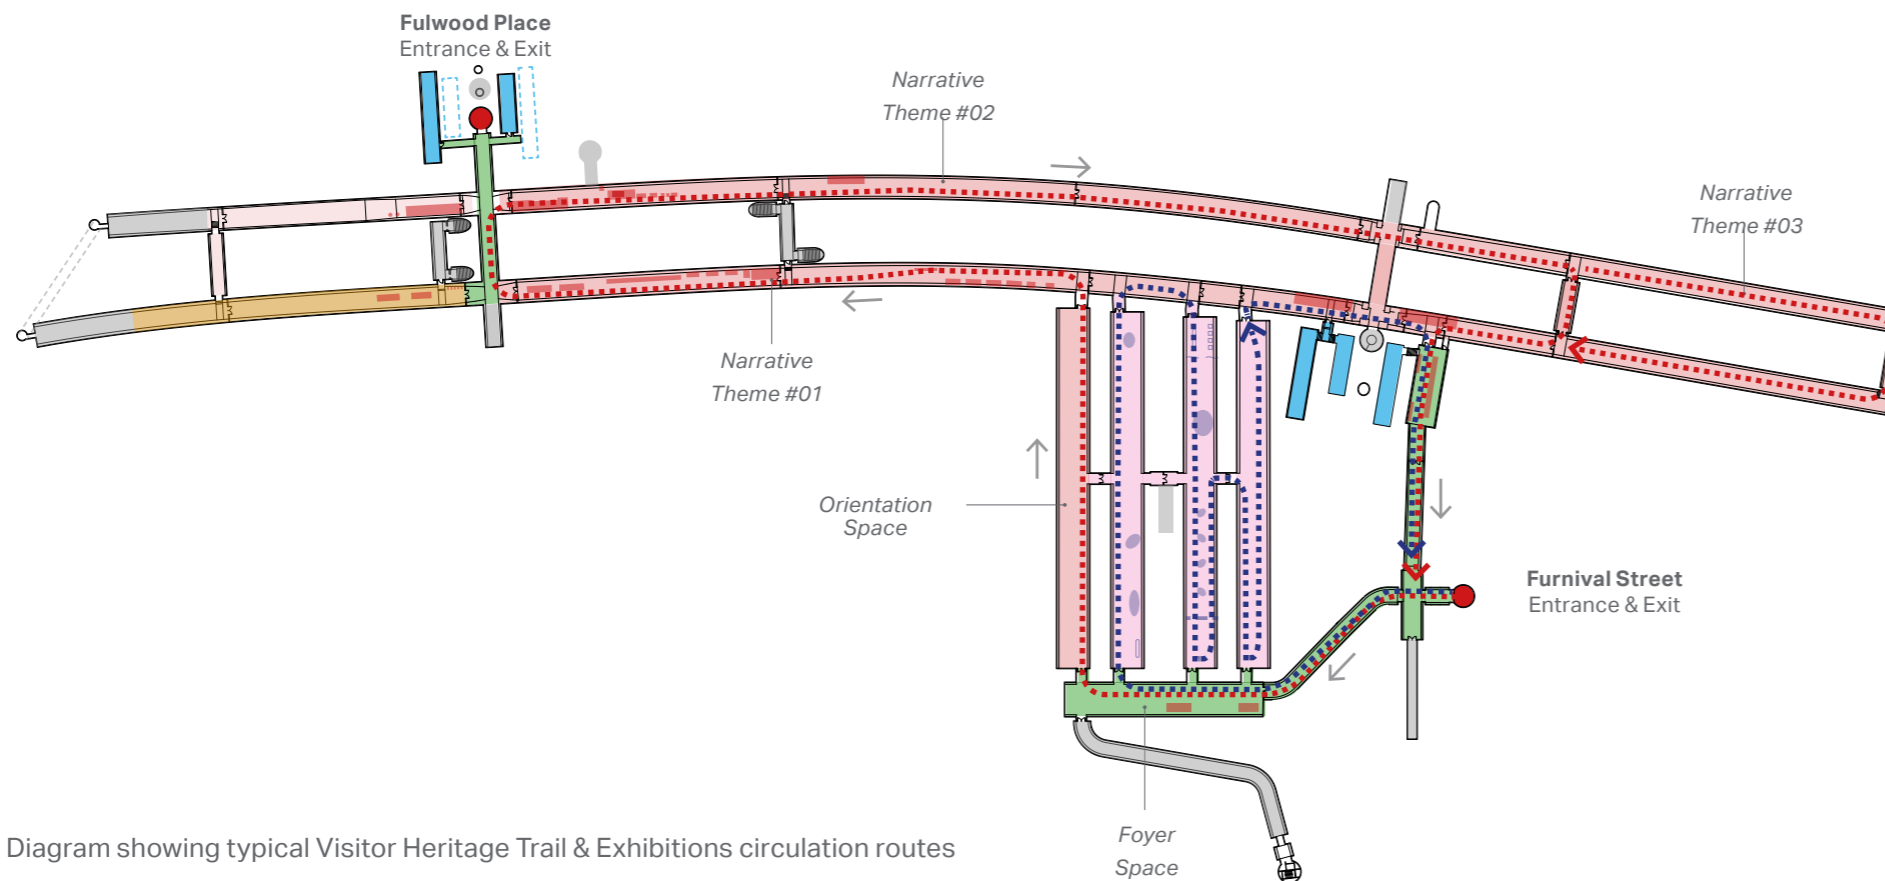 Fulwood Place
Entrance & Exit
Narrative
Theme #02
Narrative
Theme #03
Narrative
Theme #01
Orientation
Space
Furnival Street
Entrance & Exit
Foyer
Space
Diagram showing typical Visitor Heritage Trail & Exhibitions circulation routes